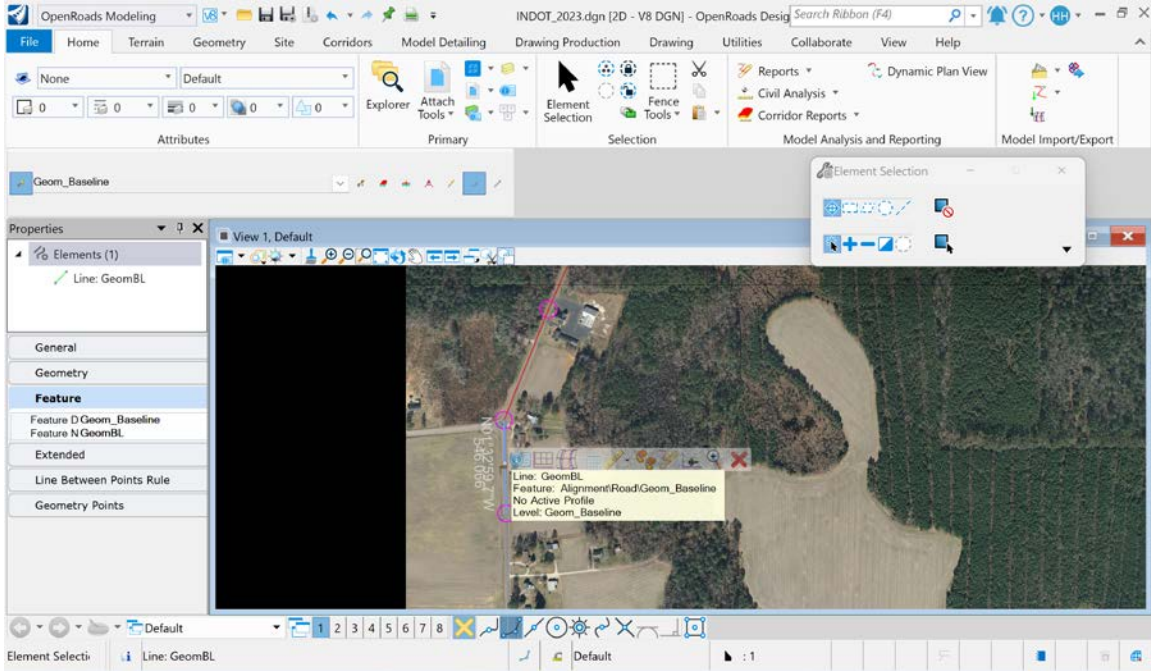 OpenRoads Modeling
V8
INDOT_2023.dgn [2D - V8 DGN] - OpenRoads Desig
Search Ribbon (F4)
HH
File Home Terrain Geometry Site Corridors Model Detailing Drawing Production Drawing Utilities Collaborate View Help
None Default
0 0 0 0 0
Attributes
Explorer
Attach Tools
Primary
Element Selection
Fence Tools
Selection
Reports
Civil Analysis
Corridor Reports
Dynamic Plan View
Model Analysis and Reporting
Model Import/Export
Geom_Baseline
Element Selection
Properties
Elements (1)
Line: GeomBL
General
Geometry
Feature
Feature D Geom_Baseline
Feature N GeomBL
Extended
Line Between Points Rule
Geometry Points
View 1, Default
Line: GeomBL
Feature: Alignment\Road\Geom_Baseline
No Active Profile
Level: Geom_Baseline
Default
1 2 3 4 5 6 7 8
Element Selecti
Line: GeomBL
Default
: 1